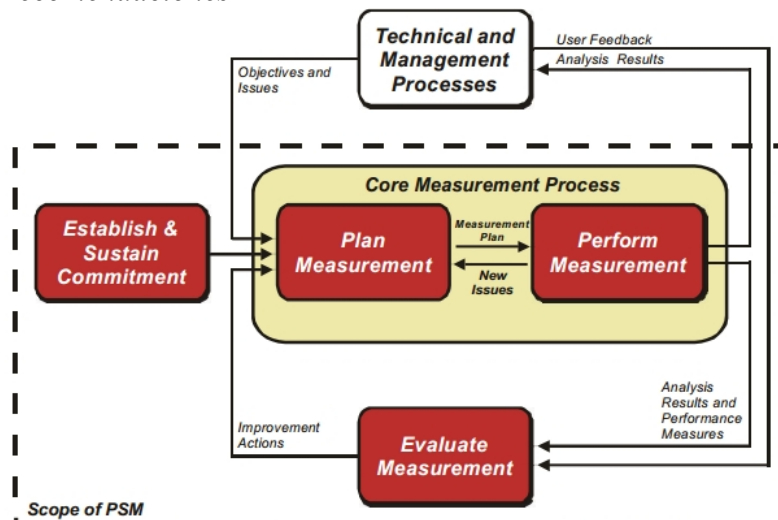 Technical and
Management
Processes
User Feedback
Analysis Results
Objectives and
Issues
Core Measurement Process
Establish &
Sustain
Commitment
Plan
Measurement
Measurement
Plan
New
Issues
Perform
Measurement
Improvement
Actions
Evaluate
Measurement
Analysis
Results and
Performance
Measures
Scope of PSM